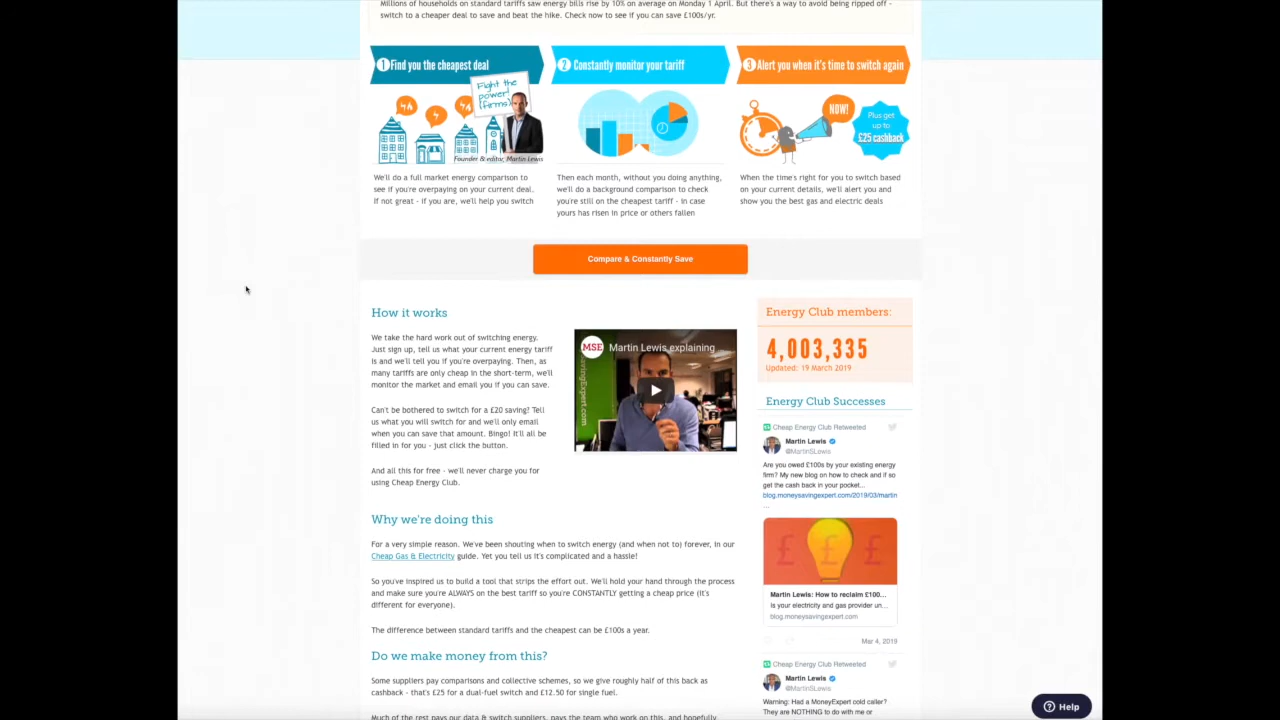 Millions of households on standard tariffs saw energy bills rise by 10% on average on Monday 1 April. But there's a way to avoid being ripped off -
switch to a cheaper deal to save and beat the hike. Check now to see if you can save £100s/yr.
1 Find you the cheapest deal
2 Constantly monitor your tariff
3 Alert you when it's time to switch again
Fight the
power!
(firms)
Founder & editor, Martin Lewis
NOW!
Plus get
up to
£25 cashback
We'll do a full market energy comparison to
see if you're overpaying on your current deal.
If not great - if you are, we'll help you switch
Then each month, without you doing anything,
we'll do a background comparison to check
you're still on the cheapest tariff - in case
yours has risen in price or others fallen
When the time's right for you to switch based
on your current details, we'll alert you and
show you the best gas and electric deals
Compare & Constantly Save
How it works
We take the hard work out of switching energy.
Just sign up, tell us what your current energy tariff
is and we'll tell you if you're overpaying. Then, as
many tariffs are only cheap in the short-term, we'll
monitor the market and email you if you can save.
Can't be bothered to switch for a £20 saving? Tell
us what you will switch for and we'll only email
when you can save that amount. Bingo! It'll all be
filled in for you - just click the button.
And all this for free - we'll never charge you for
using Cheap Energy Club.
MSE Martin Lewis explaining
avingExpert.com
Why we're doing this
For a very simple reason. We've been shouting when to switch energy (and when not to) forever, in our
Cheap Gas & Electricity guide. Yet you tell us it's complicated and a hassle!
So you've inspired us to build a tool that strips the effort out. We'll hold your hand through the process
and make sure you're ALWAYS on the best tariff so you're CONSTANTLY getting a cheap price (it's
different for everyone).
The difference between standard tariffs and the cheapest can be £100s a year.
Do we make money from this?
Some suppliers pay comparisons and collective schemes, so we give roughly half of this back as
cashback - that's £25 for a dual-fuel switch and £12.50 for single fuel.
Much of the rest pays our data & switch suppliers, pays the team who work on this, and hopefully,
Energy Club members:
4,003,335
Updated: 19 March 2019
Energy Club Successes
Cheap Energy Club Retweeted
Martin Lewis
@MartinSLewis
Are you owed £100s by your existing energy
firm? My new blog on how to check and if so
get the cash back in your pocket...
blog.moneysavingexpert.com/2019/03/martin
...
Martin Lewis: How to reclaim £100...
Is your electricity and gas provider un...
blog.moneysavingexpert.com
Mar 4, 2019
Cheap Energy Club Retweeted
Martin Lewis
@MartinSLewis
Warning: Had a MoneyExpert cold caller?
They are NOTHING to do with me or
Help